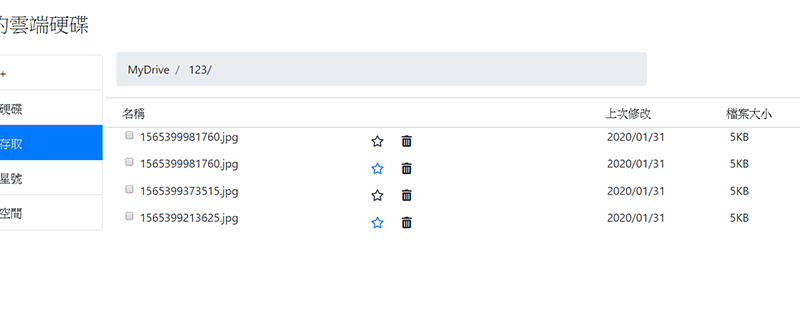 的雲端硬碟
+
硬碟
存取
星號
空間
MyDrive / 123/
名稱 上次修改 檔案大小
1565399981760.jpg 2020/01/31 5KB
1565399981760.jpg 2020/01/31 5KB
1565399373515.jpg 2020/01/31 5KB
1565399213625.jpg 2020/01/31 5KB